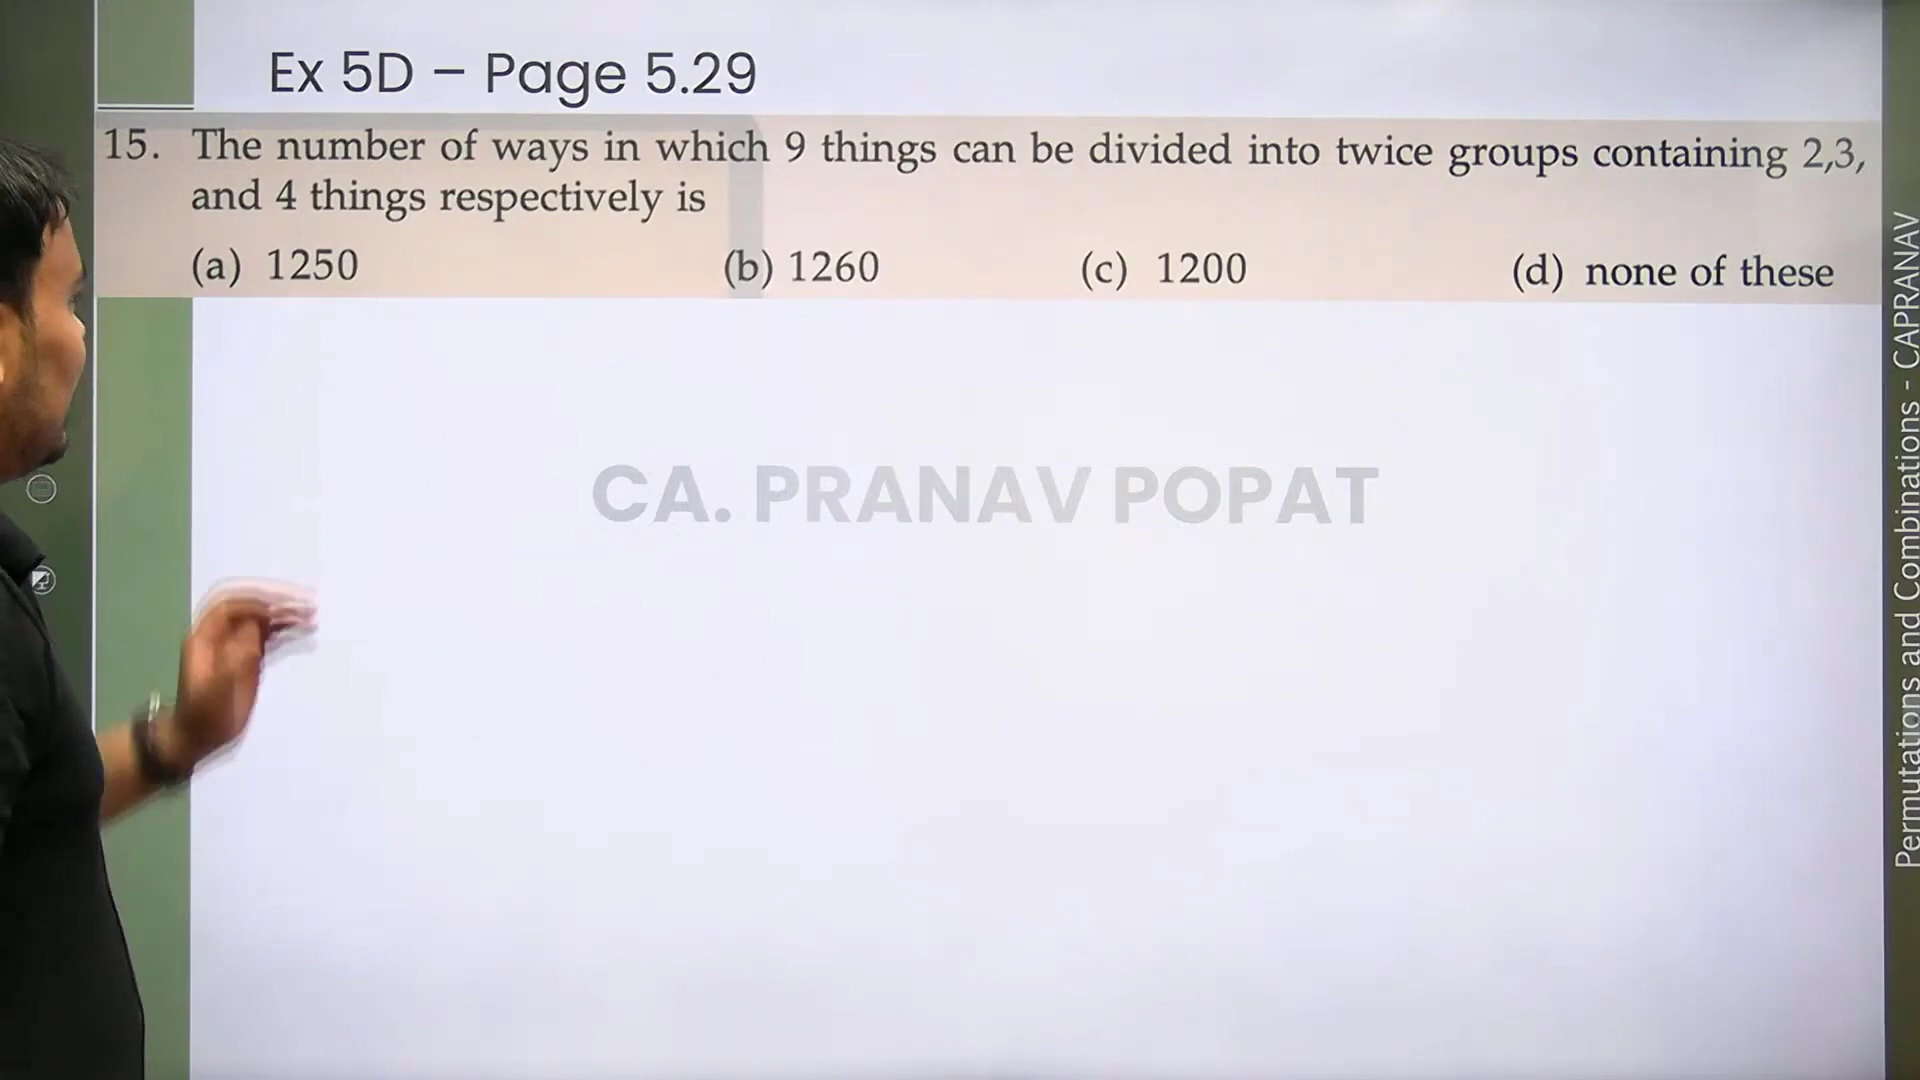 Ex 5D – Page 5.29
15. The number of ways in which 9 things can be divided into twice groups containing 2,3,
and 4 things respectively is
(a) 1250 (b) 1260 (c) 1200 (d) none of these
CA. PRANAV POPAT
Permutations and Combinations - CAPRANAV